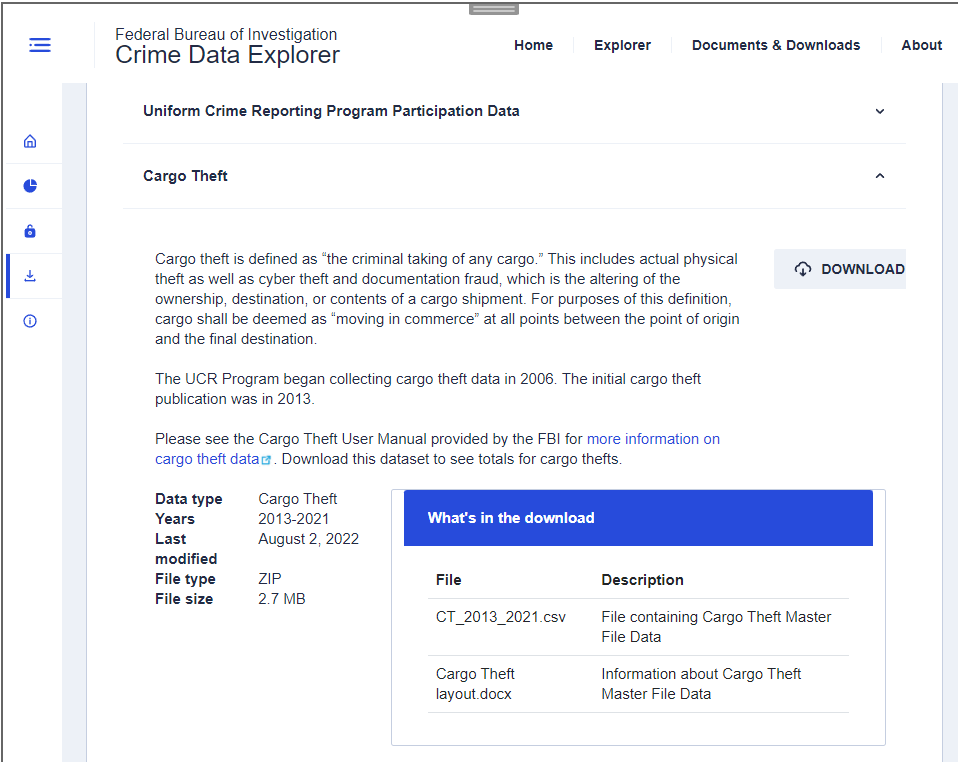 Federal Bureau of Investigation
Crime Data Explorer
Home
Explorer
Documents & Downloads
About
Uniform Crime Reporting Program Participation Data
Cargo Theft
Cargo theft is defined as “the criminal taking of any cargo.” This includes actual physical
theft as well as cyber theft and documentation fraud, which is the altering of the
ownership, destination, or contents of a cargo shipment. For purposes of this definition,
cargo shall be deemed as “moving in commerce” at all points between the point of origin
and the final destination.
DOWNLOAD
The UCR Program began collecting cargo theft data in 2006. The initial cargo theft
publication was in 2013.
Please see the Cargo Theft User Manual provided by the FBI for more information on
cargo theft data. Download this dataset to see totals for cargo thefts.
Data type Cargo Theft
Years 2013-2021
Last August 2, 2022
modified
File type ZIP
File size 2.7 MB
What's in the download
File Description
CT_2013_2021.csv File containing Cargo Theft Master
File Data
Cargo Theft Information about Cargo Theft
layout.docx Master File Data